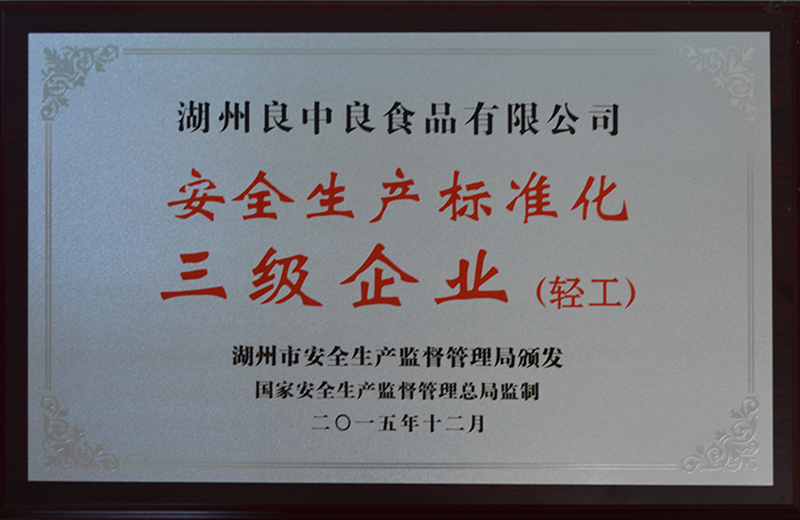 湖州良中良食品有限公司
安全生产标准化
三级企业（轻工）
湖州市安全生产监督管理局颁发
国家安全生产监督管理总局监制
二〇一五年十二月